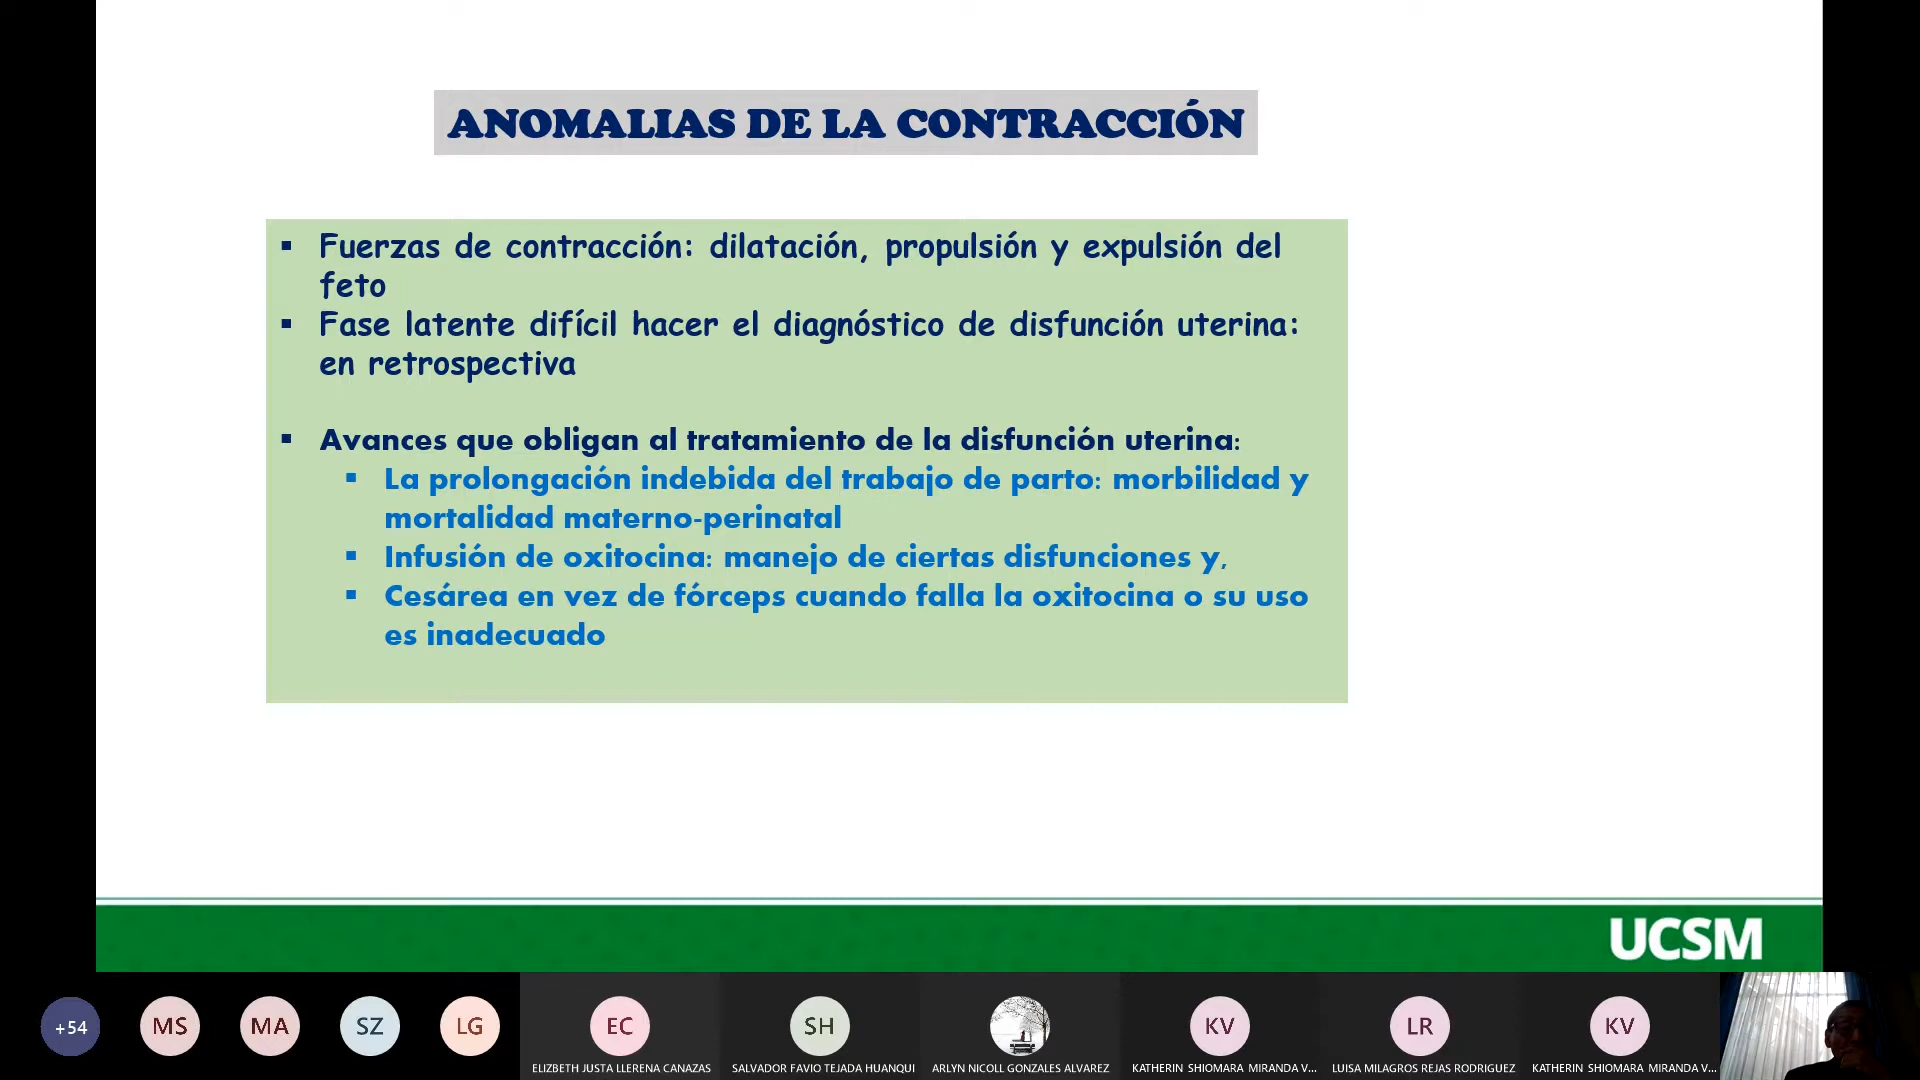 ANOMALIAS DE LA CONTRACCIÓN
▪ Fuerzas de contracción: dilatación, propulsión y expulsión del
feto
▪ Fase latente difícil hacer el diagnóstico de disfunción uterina:
en retrospectiva
▪ Avances que obligan al tratamiento de la disfunción uterina:
▪ La prolongación indebida del trabajo de parto: morbilidad y
mortalidad materno-perinatal
▪ Infusión de oxitocina: manejo de ciertas disfunciones y,
▪ Cesárea en vez de fórceps cuando falla la oxitocina o su uso
es inadecuado
UCSM
+54
MS
MA
SZ
LG
EC
SH
KV
LR
KV
ELIZBETH JUSTA LLERENA CANAZAS
SALVADOR FAVIO TEJADA HUANQUI
ARLYN NICOLL GONZALES ALVAREZ
KATHERIN SHIOMARA MIRANDA V...
LUISA MILAGROS REJAS RODRIGUEZ
KATHERIN SHIOMARA MIRANDA V...